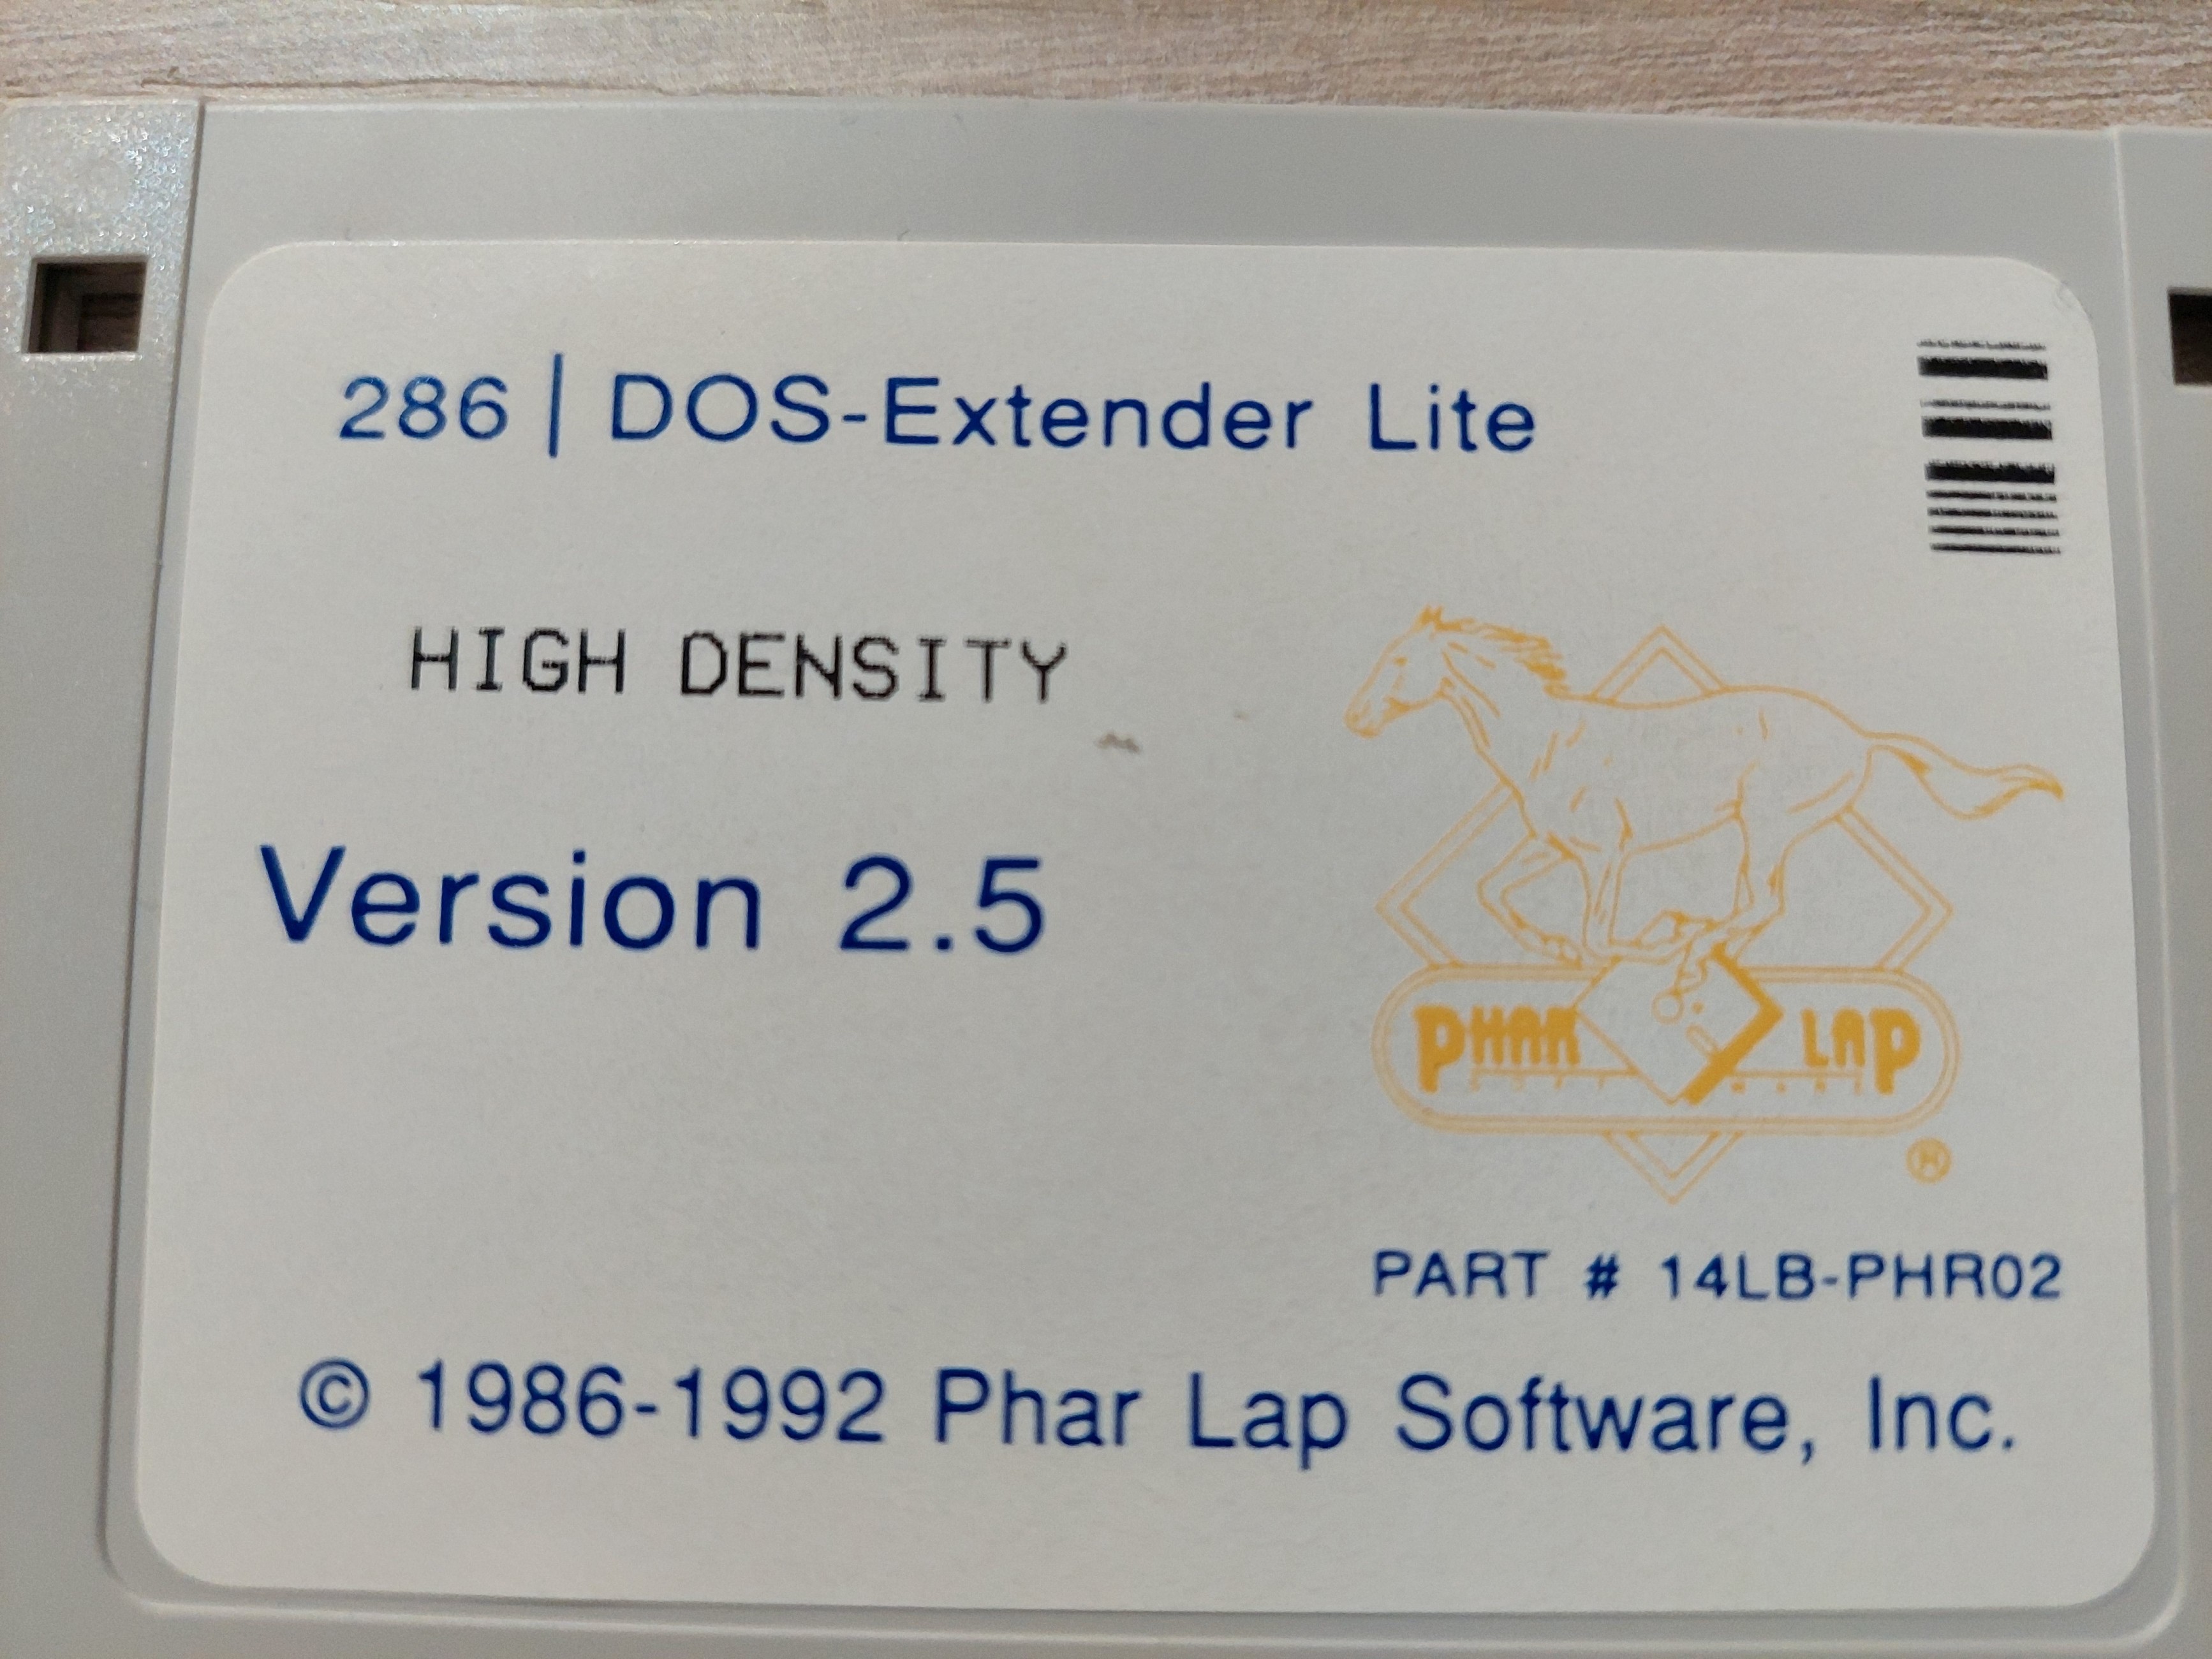 286 | DOS-Extender Lite
HIGH DENSITY
Version 2.5
PHAR LAP
SOFTWARE
®
PART # 14LB-PHR02
© 1986-1992 Phar Lap Software, Inc.